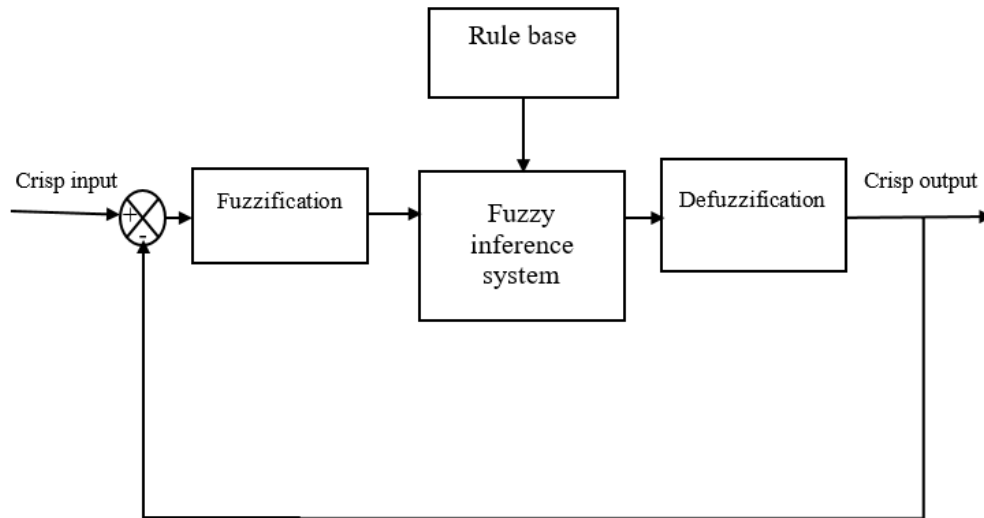 Rule base
Crisp input
+
-
Fuzzification
Fuzzy
inference
system
Defuzzification
Crisp output